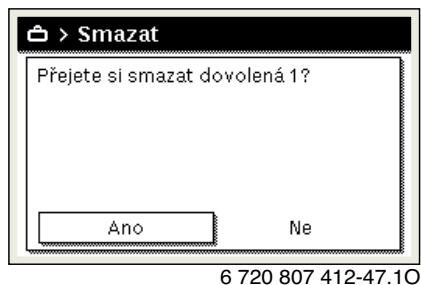 > Smazat
Přejete si smazat dovolená 1?
Ano Ne
6 720 807 412-47.1O